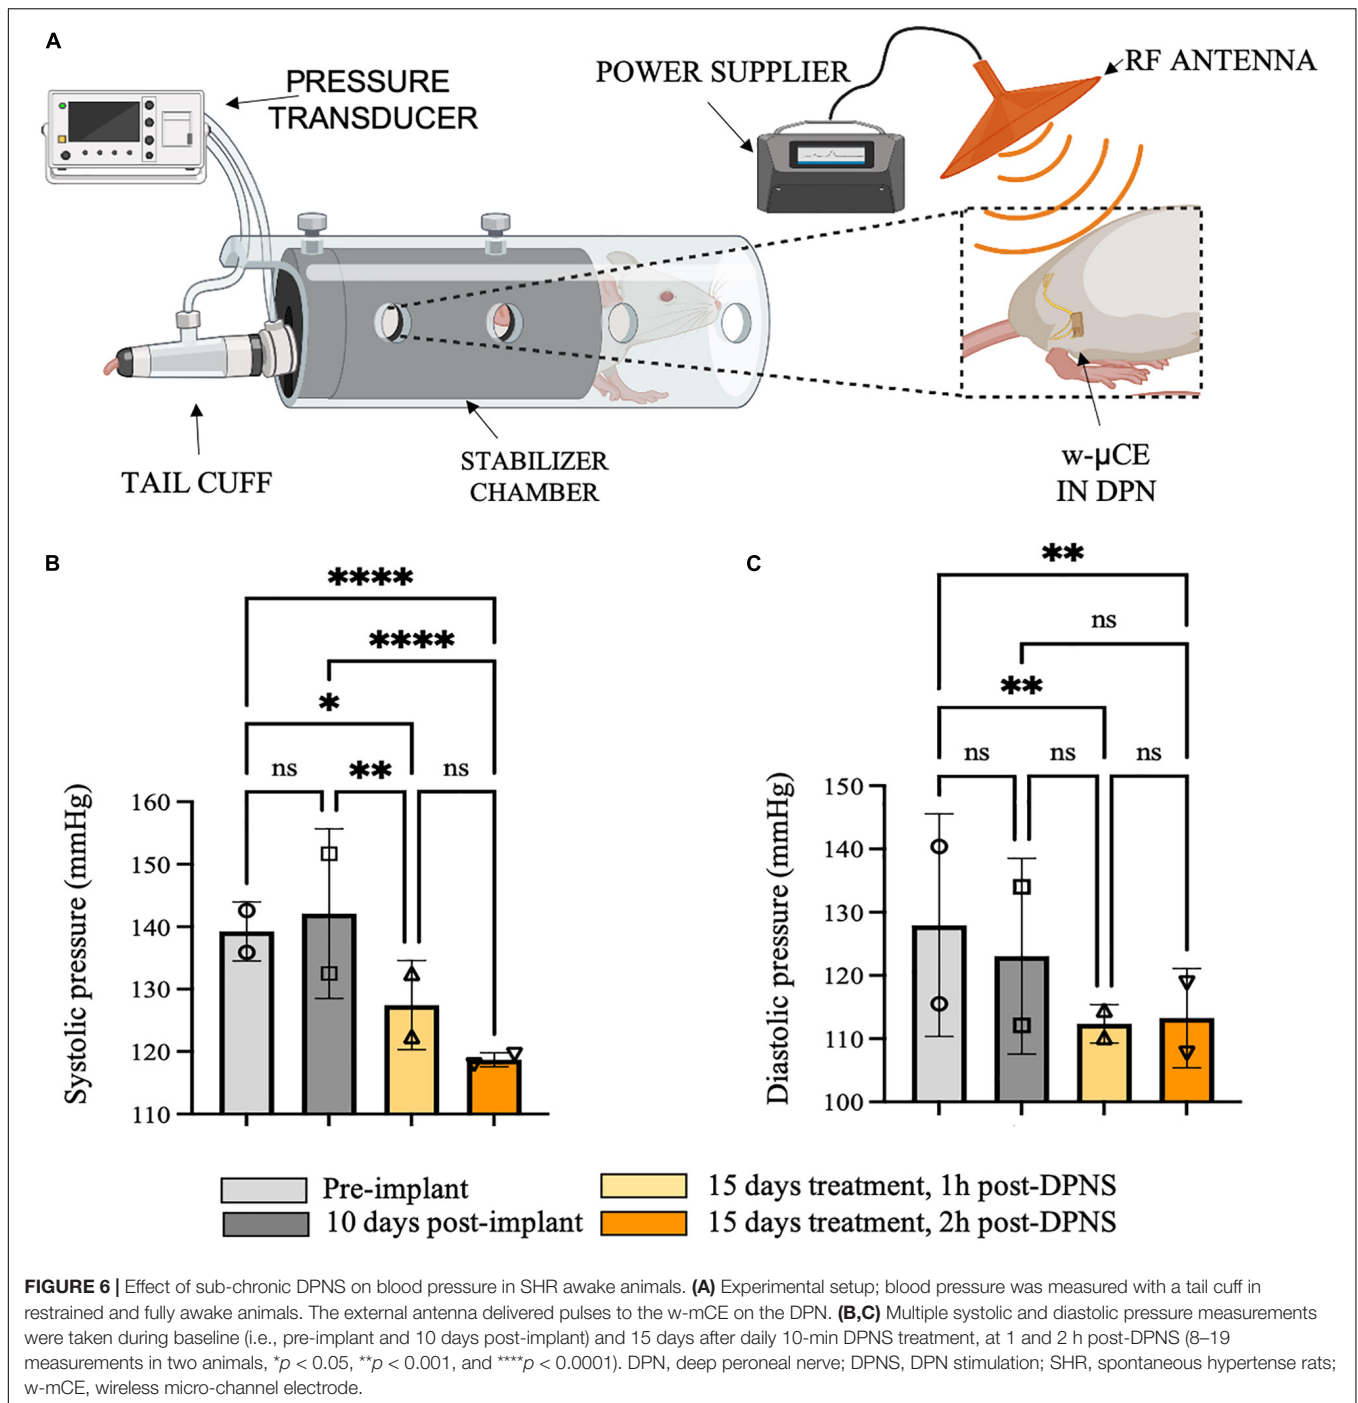 A
PRESSURE
TRANSDUCER
POWER SUPPLIER
RF ANTENNA
TAIL CUFF
STABILIZER
CHAMBER
w-µCE
IN DPN
B
****
****
*
ns
**
ns
Systolic pressure (mmHg)
160
150
140
130
120
110
C
**
ns
**
ns
ns
ns
Diastolic pressure (mmHg)
150
140
130
120
110
100
Pre-implant
10 days post-implant
15 days treatment, 1h post-DPNS
15 days treatment, 2h post-DPNS
FIGURE 6 | Effect of sub-chronic DPNS on blood pressure in SHR awake animals. (A) Experimental setup; blood pressure was measured with a tail cuff in
restrained and fully awake animals. The external antenna delivered pulses to the w-mCE on the DPN. (B,C) Multiple systolic and diastolic pressure measurements
were taken during baseline (i.e., pre-implant and 10 days post-implant) and 15 days after daily 10-min DPNS treatment, at 1 and 2 h post-DPNS (8–19
measurements in two animals, *p < 0.05, **p < 0.001, and ****p < 0.0001). DPN, deep peroneal nerve; DPNS, DPN stimulation; SHR, spontaneous hypertense rats;
w-mCE, wireless micro-channel electrode.